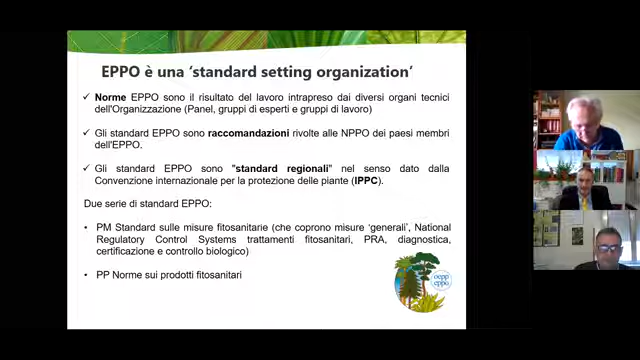 EPPO è una ‘standard setting organization’
✓ Norme EPPO sono il risultato del lavoro intrapreso dai diversi organi tecnici
dell'Organizzazione (Panel, gruppi di esperti e gruppi di lavoro)
✓ Gli standard EPPO sono raccomandazioni rivolte alle NPPO dei paesi membri
dell'EPPO.
✓ Gli standard EPPO sono "standard regionali" nel senso dato dalla
Convenzione internazionale per la protezione delle piante (IPPC).
Due serie di standard EPPO:
• PM Standard sulle misure fitosanitarie (che coprono misure ‘generali’, National
Regulatory Control Systems trattamenti fitosanitari, PRA, diagnostica,
certificazione e controllo biologico)
• PP Norme sui prodotti fitosanitari
oepp
eppo